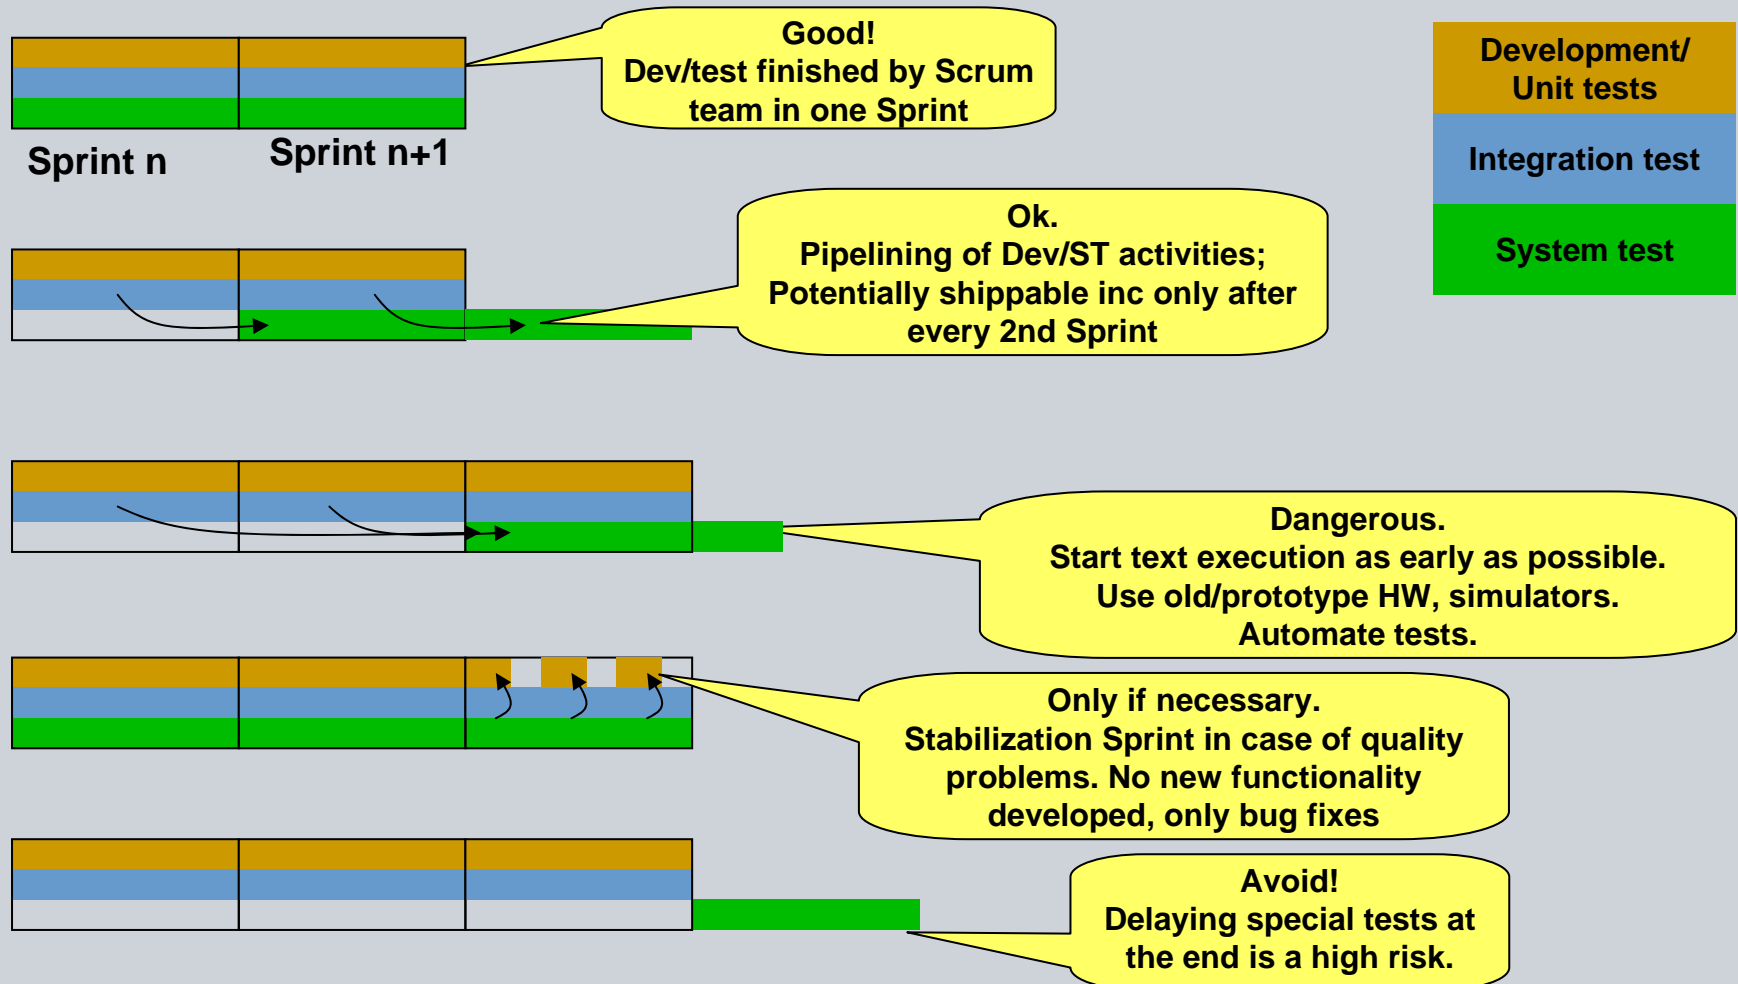 Good!
Dev/test finished by Scrum
team in one Sprint
Development/
Unit tests
Integration test
System test
Sprint n
Sprint n+1
Ok.
Pipelining of Dev/ST activities;
Potentially shippable inc only after
every 2nd Sprint
Dangerous.
Start text execution as early as possible.
Use old/prototype HW, simulators.
Automate tests.
Only if necessary.
Stabilization Sprint in case of quality
problems. No new functionality
developed, only bug fixes
Avoid!
Delaying special tests at
the end is a high risk.